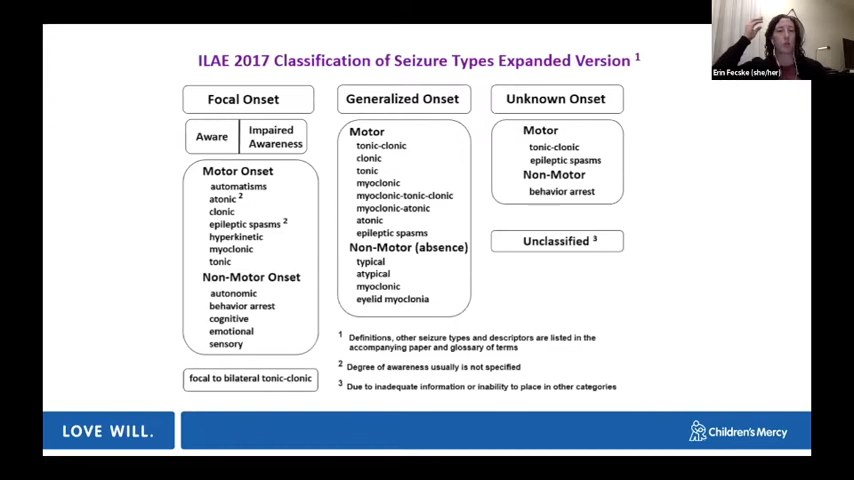 ILAE 2017 Classification of Seizure Types Expanded Version 1
Focal Onset
Aware
Impaired
Awareness
Motor Onset
automatisms
atonic 2
clonic
epileptic spasms 2
hyperkinetic
myoclonic
tonic
Non-Motor Onset
autonomic
behavior arrest
cognitive
emotional
sensory
focal to bilateral tonic-clonic
Generalized Onset
Motor
tonic-clonic
clonic
tonic
myoclonic
myoclonic-tonic-clonic
myoclonic-atonic
atonic
epileptic spasms
Non-Motor (absence)
typical
atypical
myoclonic
eyelid myoclonia
Unknown Onset
Motor
tonic-clonic
epileptic spasms
Non-Motor
behavior arrest
Unclassified 3
1 Definitions, other seizure types and descriptors are listed in the
accompanying paper and glossary of terms
2 Degree of awareness usually is not specified
3 Due to inadequate information or inability to place in other categories
LOVE WILL.
Children's Mercy
Erin Fecske (she/her)